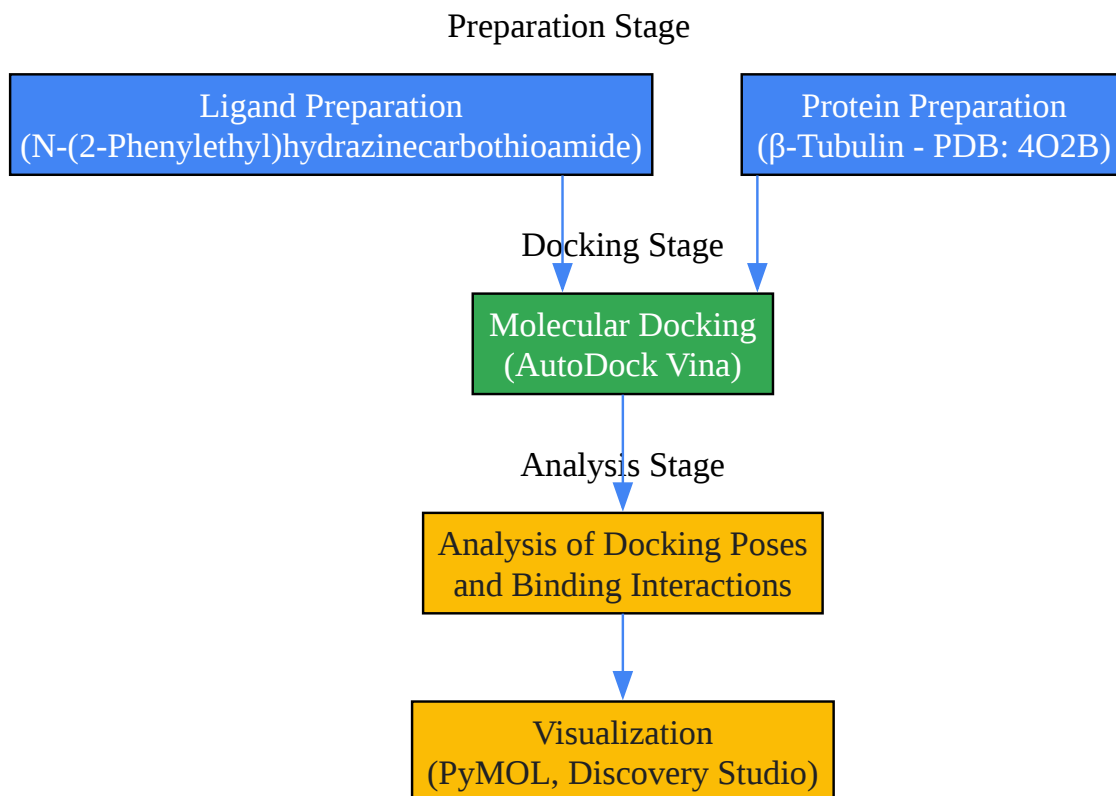 Preparation Stage
Ligand Preparation
(N-(2-Phenylethyl)hydrazinecarbothioamide)
Protein Preparation
(β-Tubulin - PDB: 4O2B)
Docking Stage
Molecular Docking
(AutoDock Vina)
Analysis Stage
Analysis of Docking Poses
and Binding Interactions
Visualization
(PyMOL, Discovery Studio)